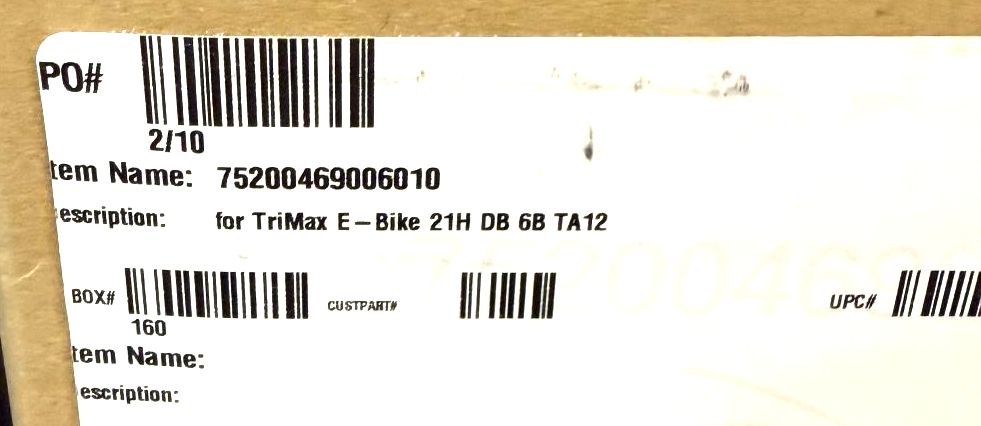 PO#
2/10
tem Name: 75200469006010
escription: for TriMax E-Bike 21H DB 6B TA12
BOX# CUSTPART# UPC#
160
tem Name:
escription: